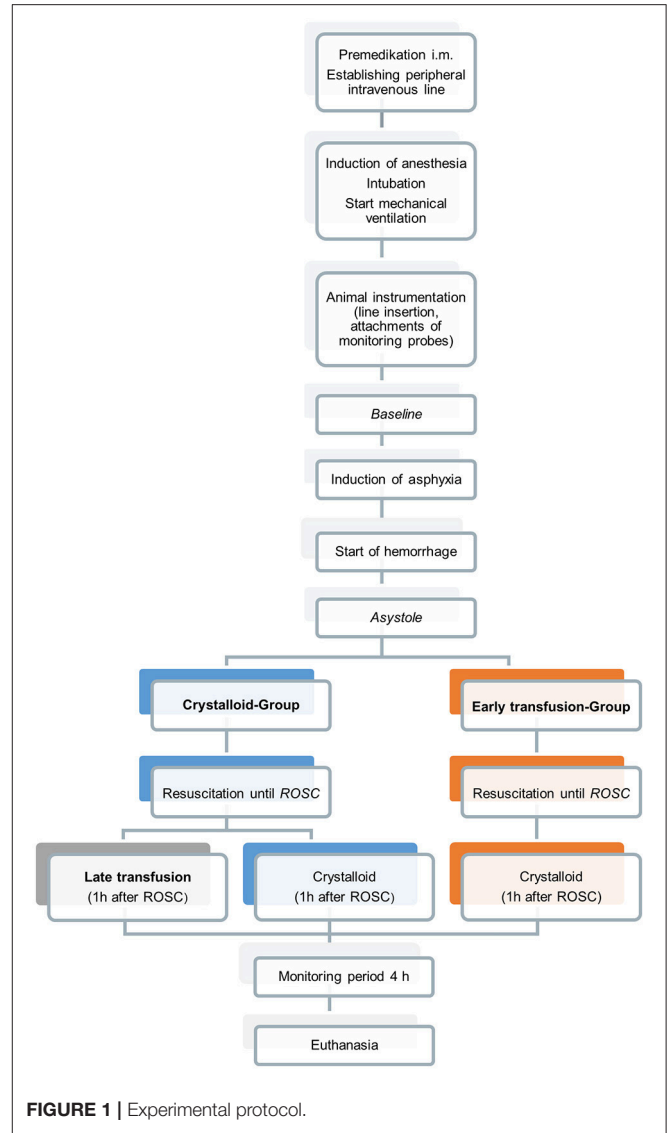 Premedikation i.m.
Establishing peripheral
intravenous line
Induction of anesthesia
Intubation
Start mechanical
ventilation
Animal instrumentation
(line insertion,
attachments of
monitoring probes)
Baseline
Induction of asphyxia
Start of hemorrhage
Asystole
Crystalloid-Group
Early transfusion-Group
Resuscitation until ROSC
Resuscitation until ROSC
Late transfusion
(1h after ROSC)
Crystalloid
(1h after ROSC)
Crystalloid
(1h after ROSC)
Monitoring period 4 h
Euthanasia
FIGURE 1 | Experimental protocol.